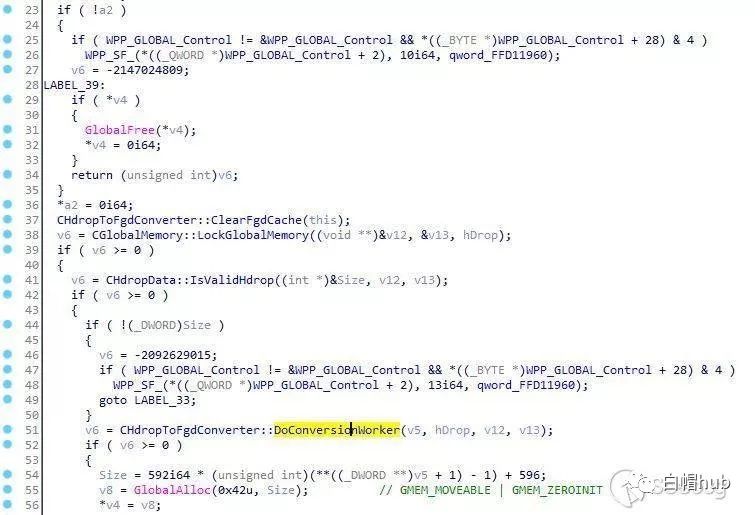 23 if ( !a2 )
24 {
25 if ( WPP_GLOBAL_Control != &WPP_GLOBAL_Control && *((_BYTE *)WPP_GLOBAL_Control + 28) & 4 )
26 WPP_SF_(*((_QWORD *)WPP_GLOBAL_Control + 2), 10i64, qword_FFD11960);
27 v6 = -2147024809;
28 LABEL_39:
29 if ( *v4 )
30 {
31 GlobalFree(*v4);
32 *v4 = 0i64;
33 }
34 return (unsigned int)v6;
35 }
36 *a2 = 0i64;
37 CHdropToFgdConverter::ClearFgdCache(this);
38 v6 = CGlobalMemory::LockGlobalMemory((void **)&v12, &v13, hDrop);
39 if ( v6 >= 0 )
40 {
41 v6 = CHdropData::IsValidHdrop((int *)&Size, v12, v13);
42 if ( v6 >= 0 )
43 {
44 if ( !(_DWORD)Size )
45 {
46 v6 = -2092629015;
47 if ( WPP_GLOBAL_Control != &WPP_GLOBAL_Control && *((_BYTE *)WPP_GLOBAL_Control + 28) & 4 )
48 WPP_SF_(*((_QWORD *)WPP_GLOBAL_Control + 2), 13i64, qword_FFD11960);
49 goto LABEL_33;
50 }
51 v6 = CHdropToFgdConverter::DoConversionWorker(v5, hDrop, v12, v13);
52 if ( v6 >= 0 )
53 {
54 Size = 592i64 * (unsigned int)(**((_DWORD **)v5 + 1) - 1) + 596;
55 v8 = GlobalAlloc(0x42u, Size); // GMEM_MOVEABLE | GMEM_ZEROINIT
56 *v4 = v8;
白帽hub